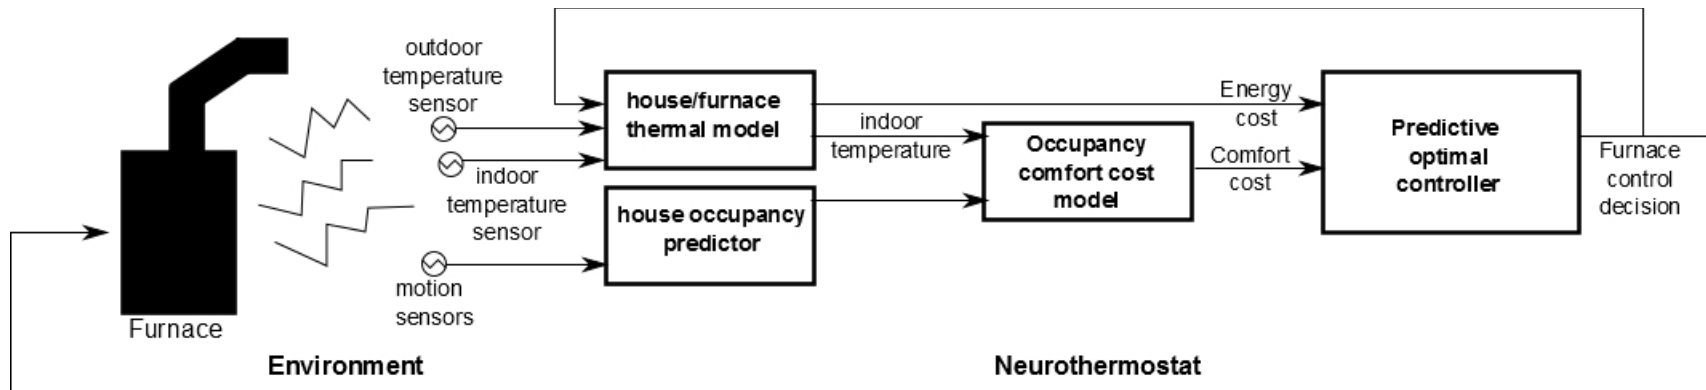 outdoor
temperature
sensor
indoor
temperature
sensor
motion
sensors
Furnace
Environment
house/furnace
thermal model
house occupancy
predictor
indoor
temperature
Occupancy
comfort cost
model
Energy
cost
Comfort
cost
Predictive
optimal
controller
Furnace
control
decision
Neurothermostat